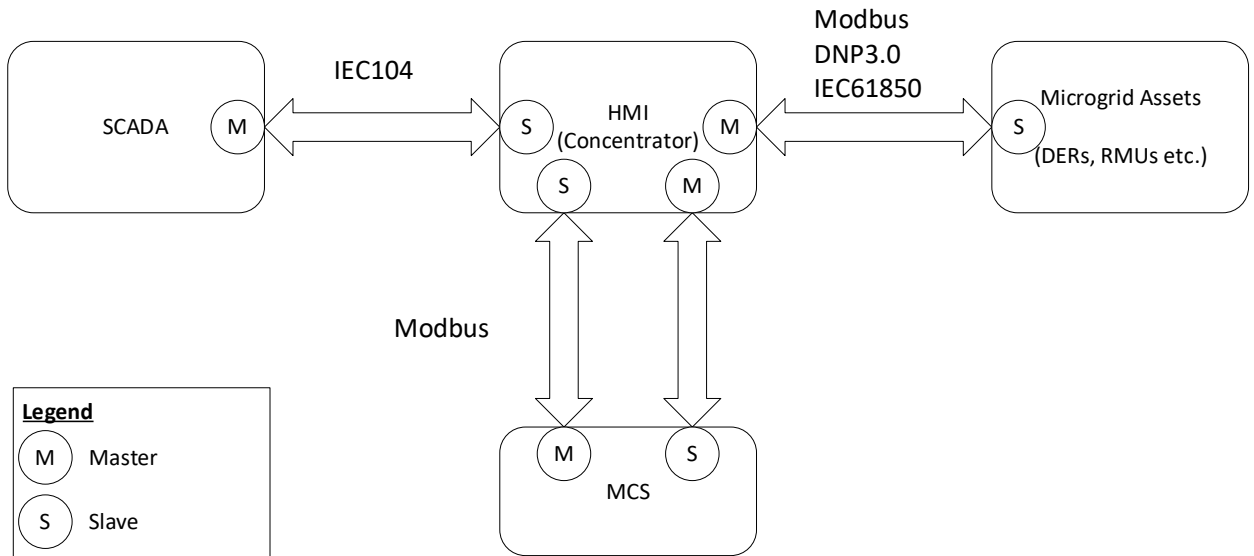 Modbus
DNP3.0
IEC61850
IEC104
SCADA
M
S
HMI
(Concentrator)
M
S
M
Microgrid Assets
S
(DERs, RMUs etc.)
Modbus
M
S
MCS
Legend
M Master
S Slave